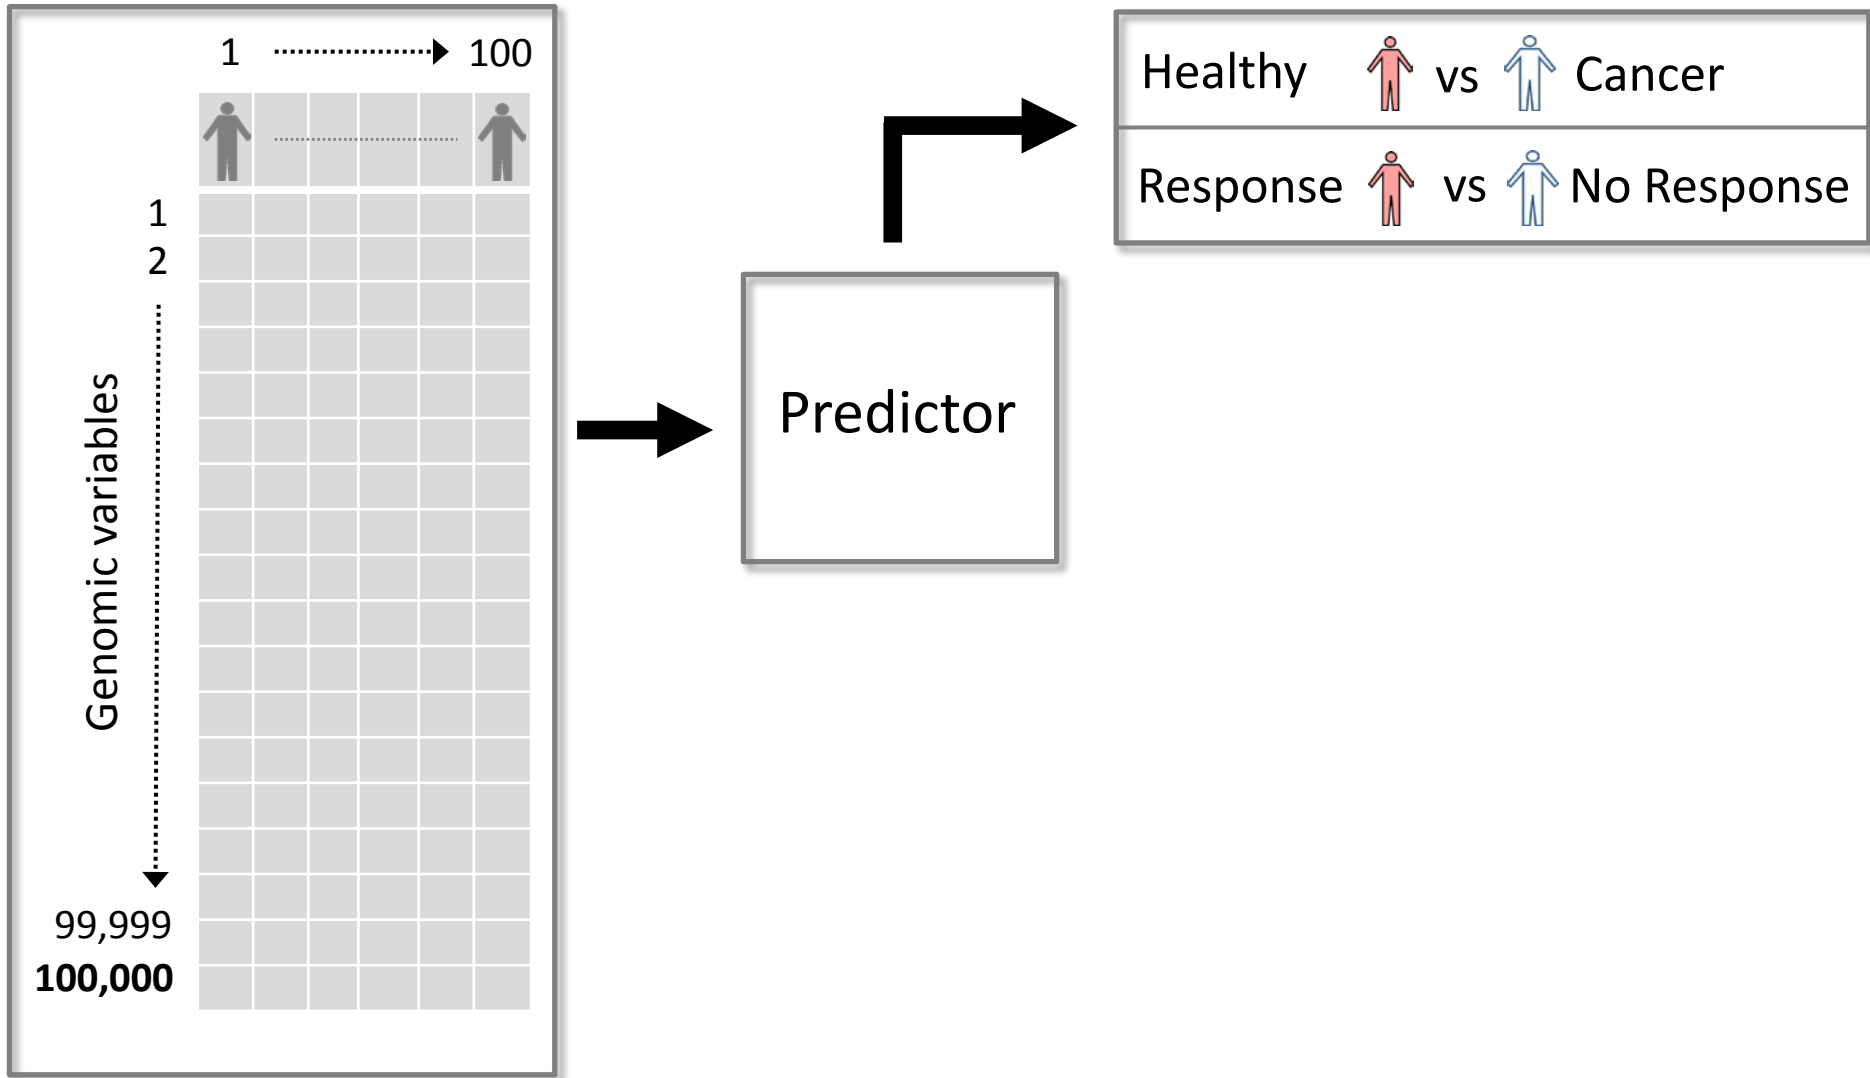 1 100
1
2
Genomic variables
99,999
100,000
Predictor
Healthy vs Cancer
Response vs No Response